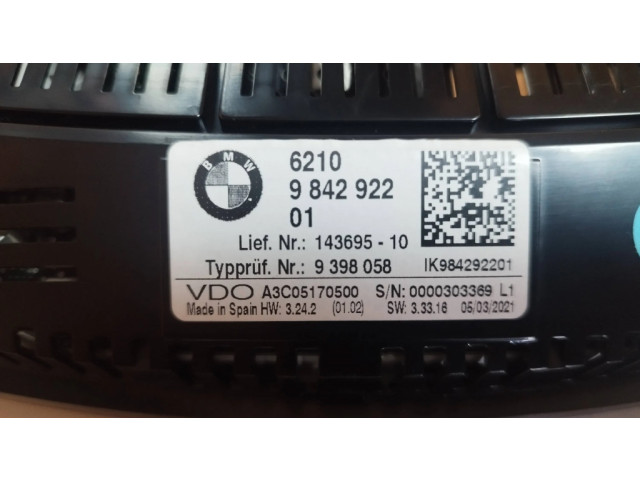 BMW
6210
9 842 922
01
Lief. Nr.: 143695 - 10
Typprüf. Nr.: 9 398 058
IK984292201
VDO A3C05170500 S/N: 0000303369 L1
Made in Spain HW: 3.24.2 (01.02) SW: 3.33.16 05/03/2021